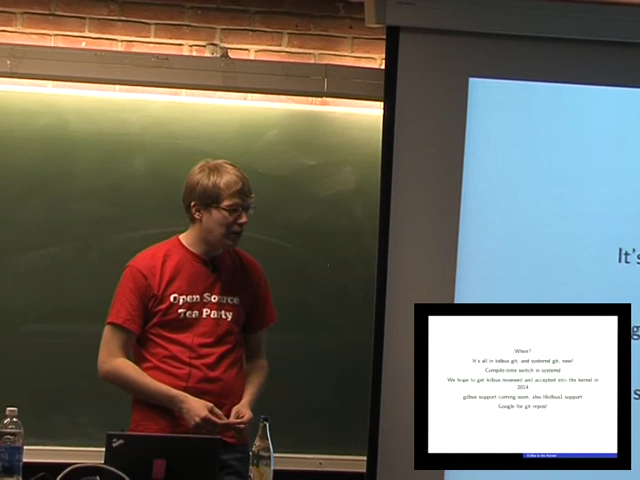 Open Source
Tea Party
It's
When?
It's all in kdbus git, and systemd git, now!
Compile-time switch in systemd
We hope to get kdbus reviewed and accepted into the kernel in
2014
gdbus support coming soon, also libdbus1 support
Google for git repos!